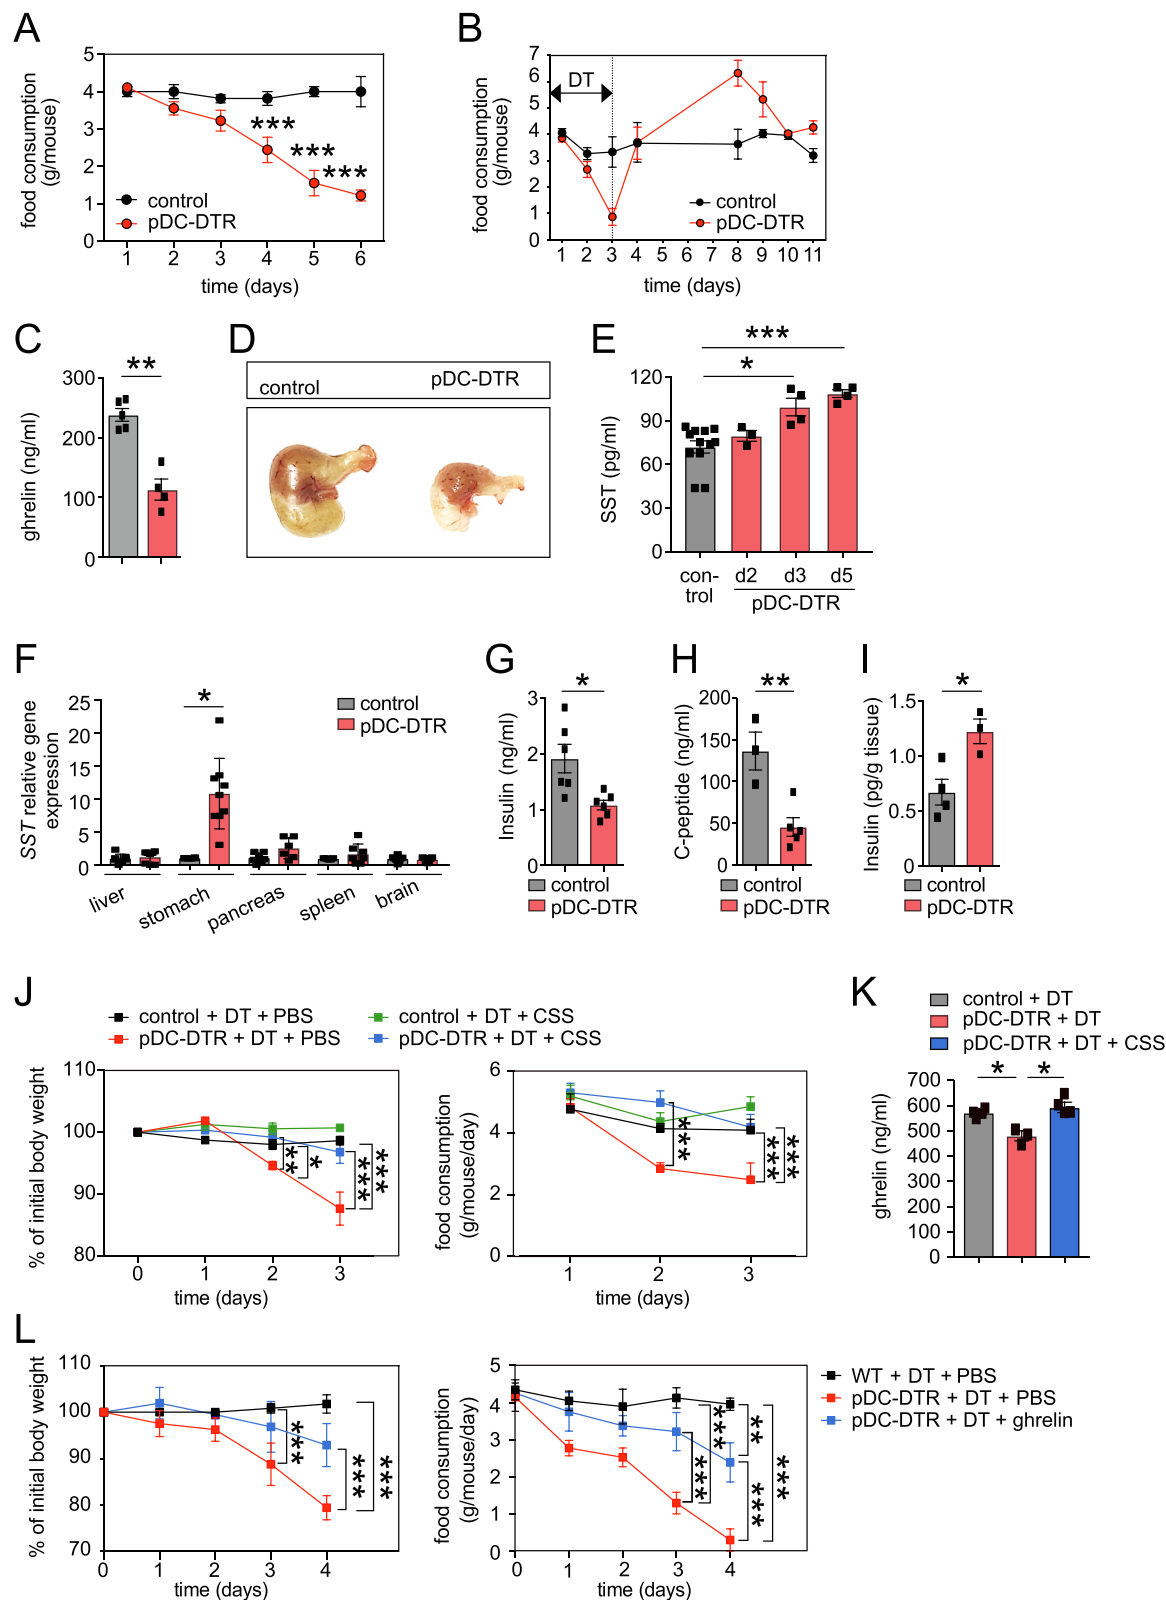 A
food consumption
(g/mouse)
5
4
3
2
1
0
***
***
***
control
pDC-DTR
1 2 3 4 5 6
time (days)
B
food consumption
(g/mouse)
7
6
5
4
3
2
1
0
DT
control
pDC-DTR
1 2 3 4 5 6 7 8 9 10 11
time (days)
C
ghrelin (ng/ml)
**
300
200
100
0
D
control
pDC-DTR
E
SST (pg/ml)
***
*
120
90
60
30
0
con-
trol
d2 d3 d5
pDC-DTR
F
SST relative gene
expression
25
20
15
10
5
0
*
control
pDC-DTR
liver stomach pancreas spleen brain
G
Insulin (ng/ml)
*
3
2
1
0
control
pDC-DTR
H
C-peptide (ng/ml)
**
200
150
100
50
0
control
pDC-DTR
I
Insulin (pg/g tissue)
*
1.5
1.0
0.5
0
control
pDC-DTR
J
control + DT + PBS
pDC-DTR + DT + PBS
control + DT + CSS
pDC-DTR + DT + CSS
% of initial body weight
110
100
90
80
**
*
***
***
0 1 2 3
time (days)
food consumption
(g/mouse/day)
6
4
2
0
***
***
***
1 2 3
time (days)
K
control + DT
pDC-DTR + DT
pDC-DTR + DT + CSS
ghrelin (ng/ml)
* *
700
600
500
400
300
200
100
0
L
% of initial body weight
110
100
90
80
70
***
***
***
0 1 2 3 4
time (days)
food consumption
(g/mouse/day)
5
4
3
2
1
0
***
***
**
***
***
0 1 2 3 4
time (days)
WT + DT + PBS
pDC-DTR + DT + PBS
pDC-DTR + DT + ghrelin